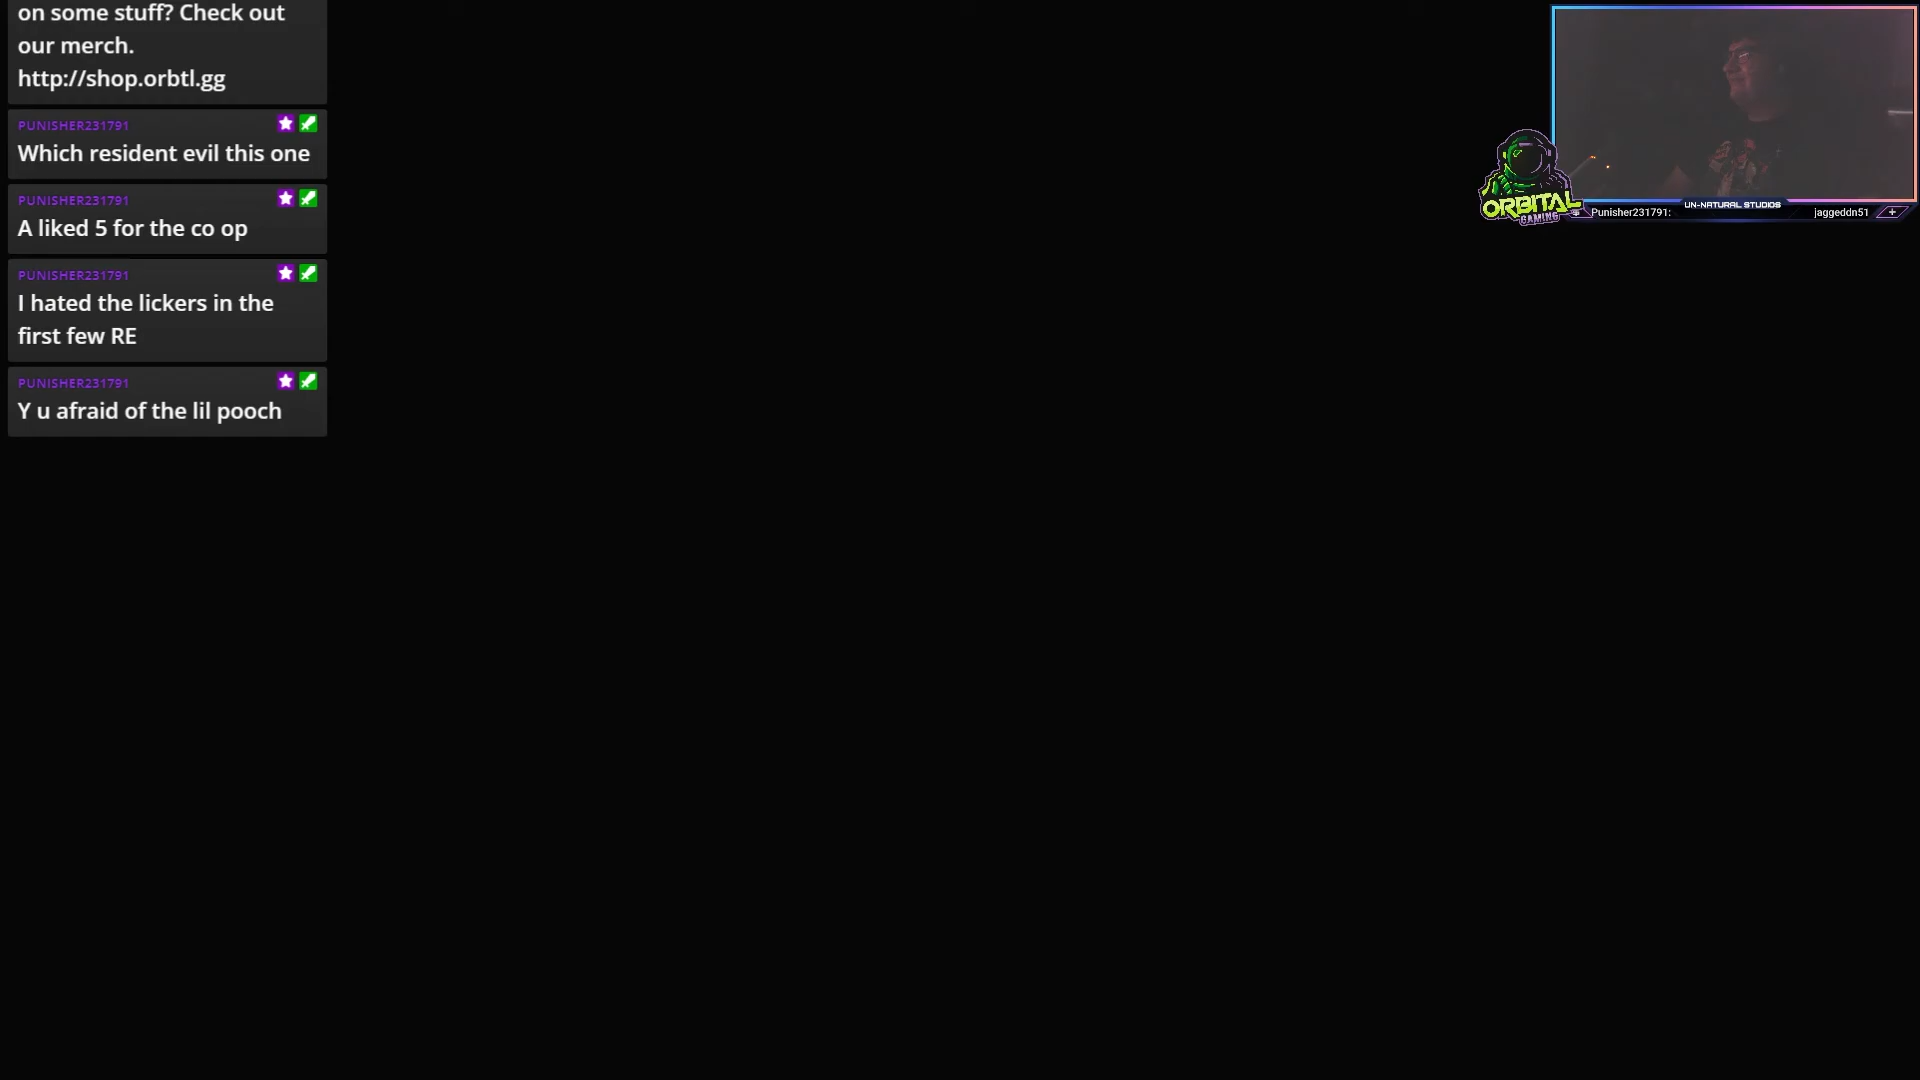 on some stuff? Check out
our merch.
http://shop.orbtl.gg
PUNISHER231791
Which resident evil this one
PUNISHER231791
A liked 5 for the co op
PUNISHER231791
I hated the lickers in the
first few RE
PUNISHER231791
Y u afraid of the lil pooch
ORBITAL
GAMING
Punisher231791:
UN-NATURAL STUDIOS
jaggeddn51